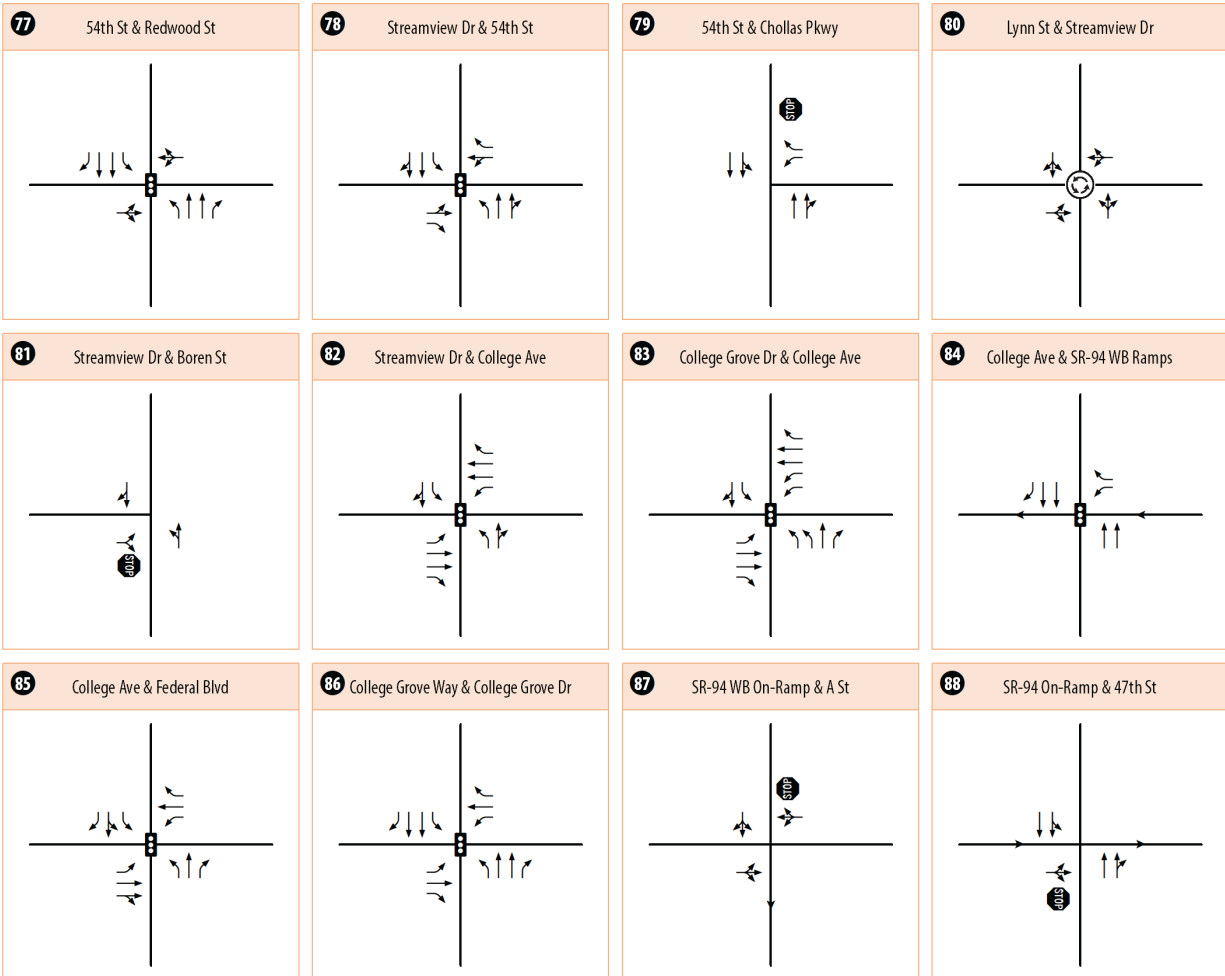 77 54th St & Redwood St
78 Streamview Dr & 54th St
79 54th St & Chollas Pkwy
80 Lynn St & Streamview Dr
STOP
81 Streamview Dr & Boren St
82 Streamview Dr & College Ave
83 College Grove Dr & College Ave
84 College Ave & SR-94 WB Ramps
STOP
85 College Ave & Federal Blvd
86 College Grove Way & College Grove Dr
87 SR-94 WB On-Ramp & A St
88 SR-94 On-Ramp & 47th St
STOP
STOP